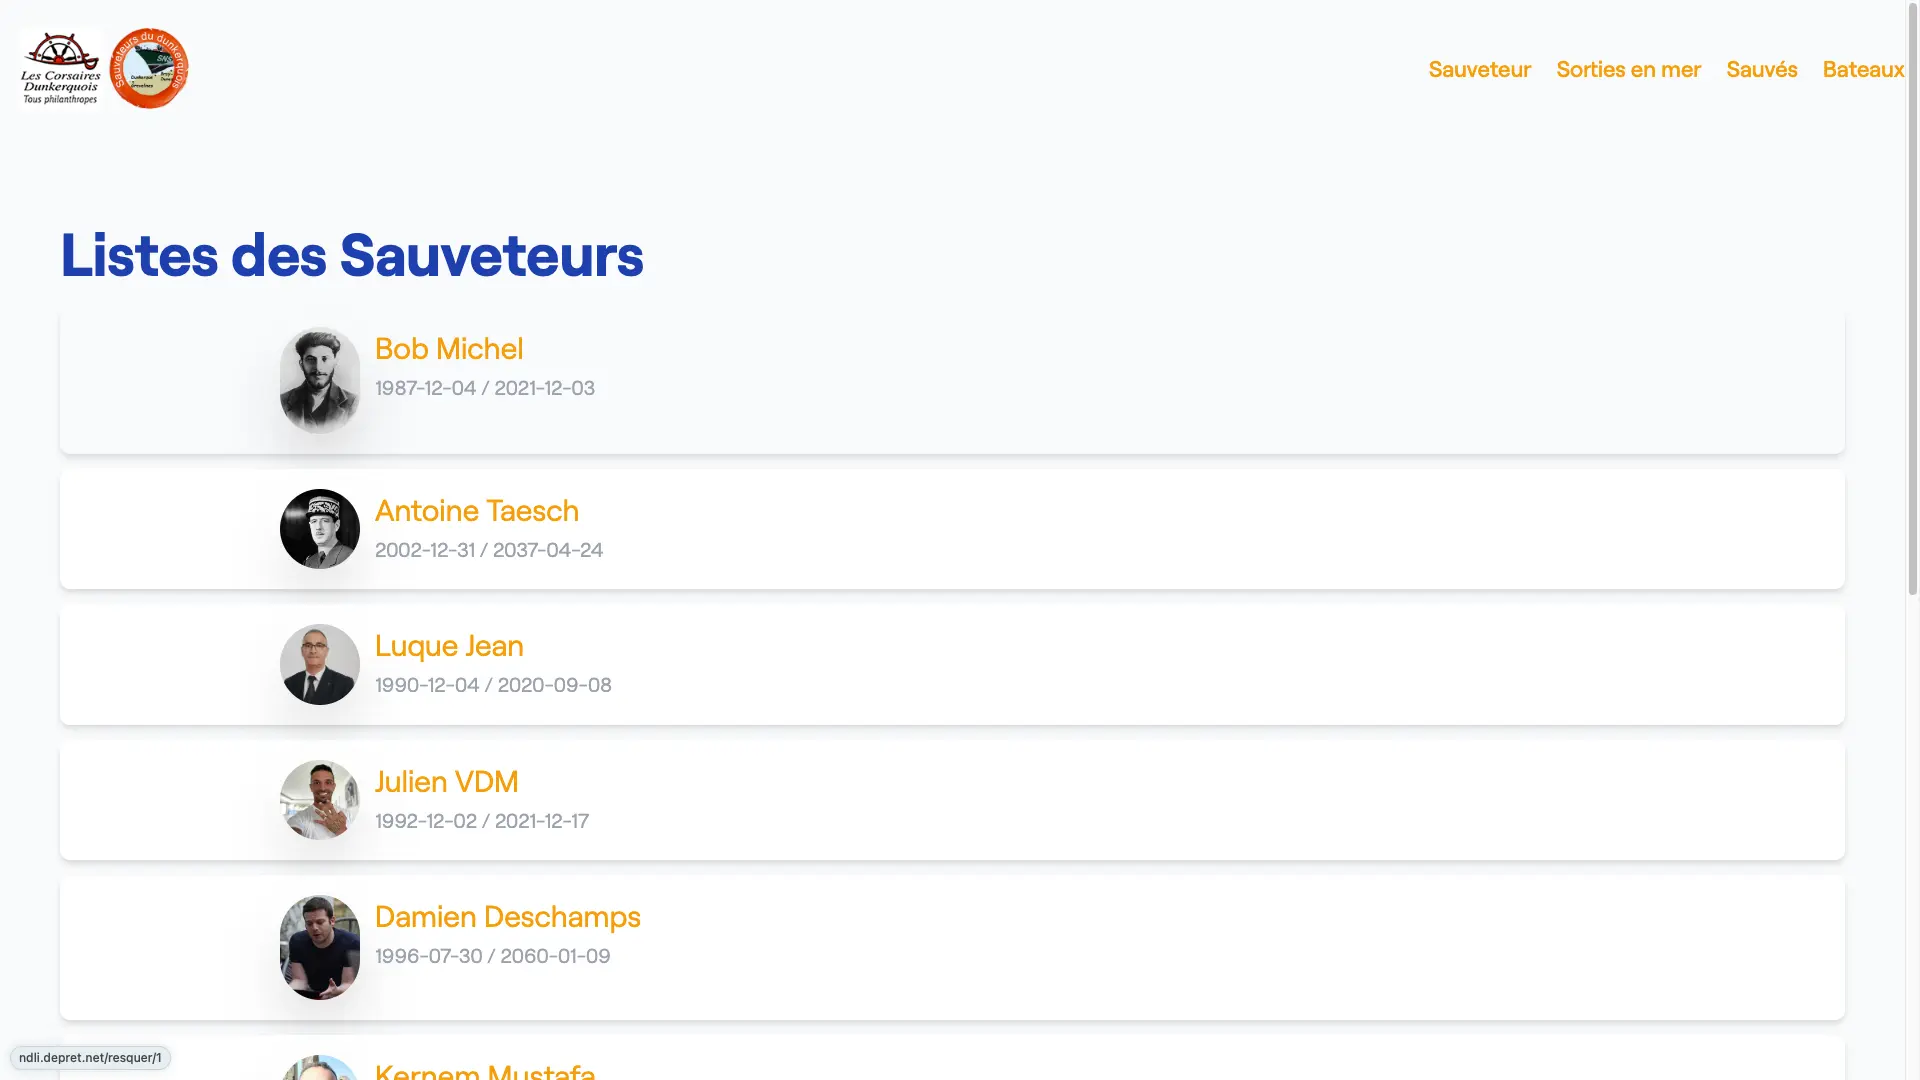 Les Corsaires
Dunkerquois
Tous philanthropes
Sauveteurs du dunkerquois
Sauveteur
Sorties en mer
Sauvés
Bateaux
Listes des Sauveteurs
Bob Michel
1987-12-04 / 2021-12-03
Antoine Taesch
2002-12-31 / 2037-04-24
Luque Jean
1990-12-04 / 2020-09-08
Julien VDM
1992-12-02 / 2021-12-17
Damien Deschamps
1996-07-30 / 2060-01-09
Kernem Mustafa
ndli.depret.net/resquer/1